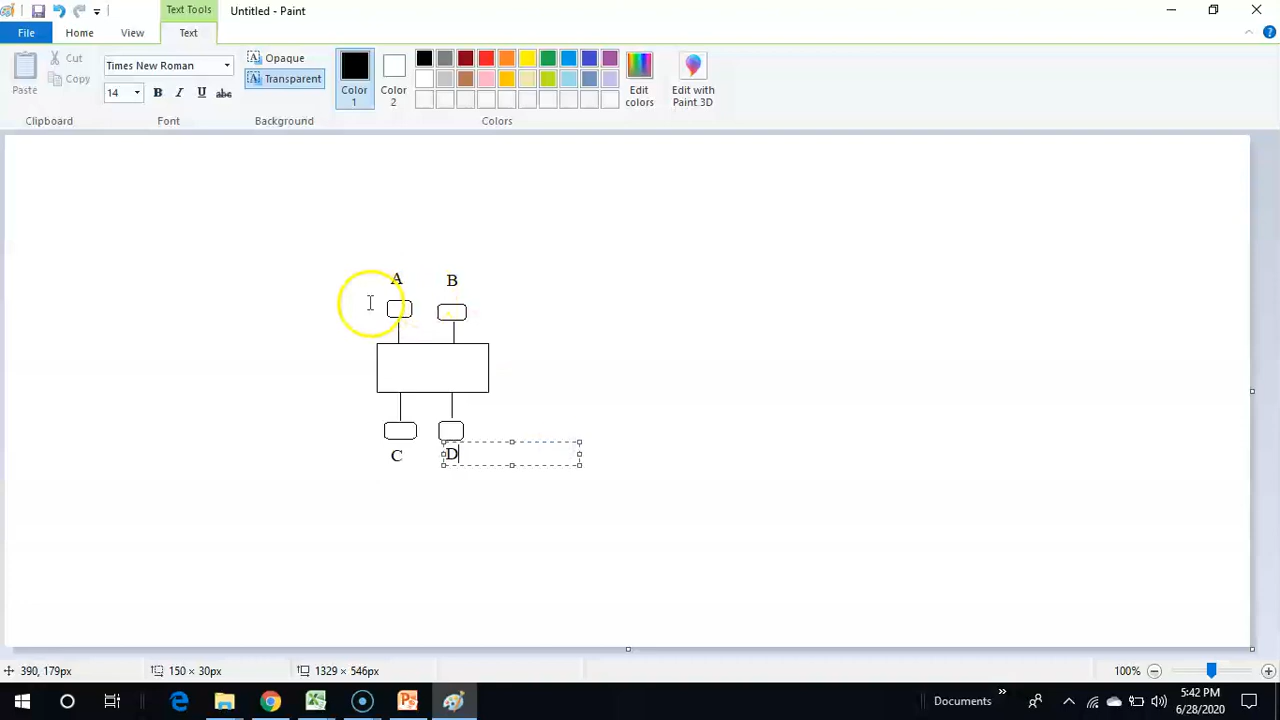 Text Tools
Untitled - Paint
File
Home
View
Text
Paste
Cut
Copy
Clipboard
Times New Roman
14
B
I
U
abc
Font
A Opaque
A Transparent
Background
Color 1
Color 2
Edit colors
Edit with Paint 3D
Colors
A
B
C
D
390, 179px
150 × 30px
1329 × 546px
100%
Documents
5:42 PM
6/28/2020